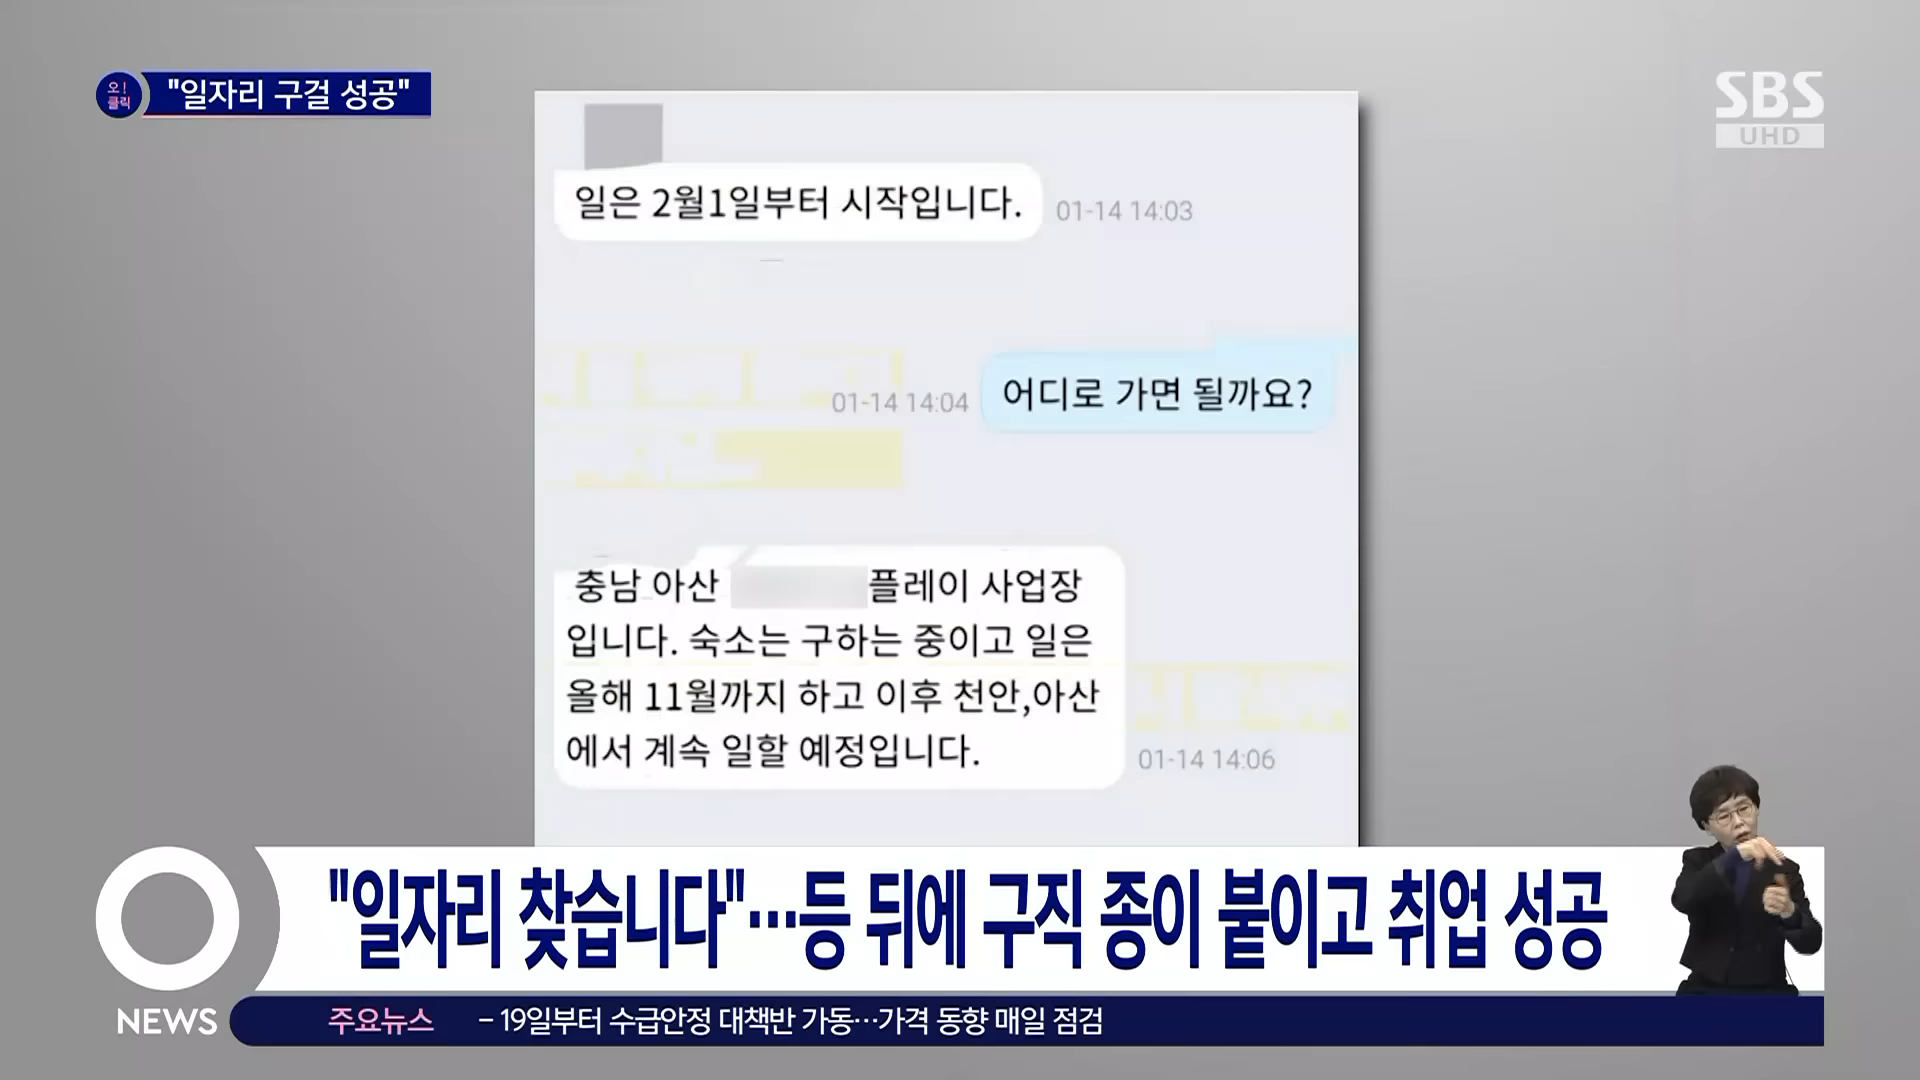 오!
클릭
"일자리 구걸 성공"
SBS
UHD
일은 2월1일부터 시작입니다.
01-14 14:03
01-14 14:04
어디로 가면 될까요?
충남 아산 플레이 사업장
입니다. 숙소는 구하는 중이고 일은
올해 11월까지 하고 이후 천안,아산
에서 계속 일할 예정입니다.
01-14 14:06
"일자리 찾습니다"…등 뒤에 구직 종이 붙이고 취업 성공
NEWS
주요뉴스
- 19일부터 수급안정 대책반 가동…가격 동향 매일 점검